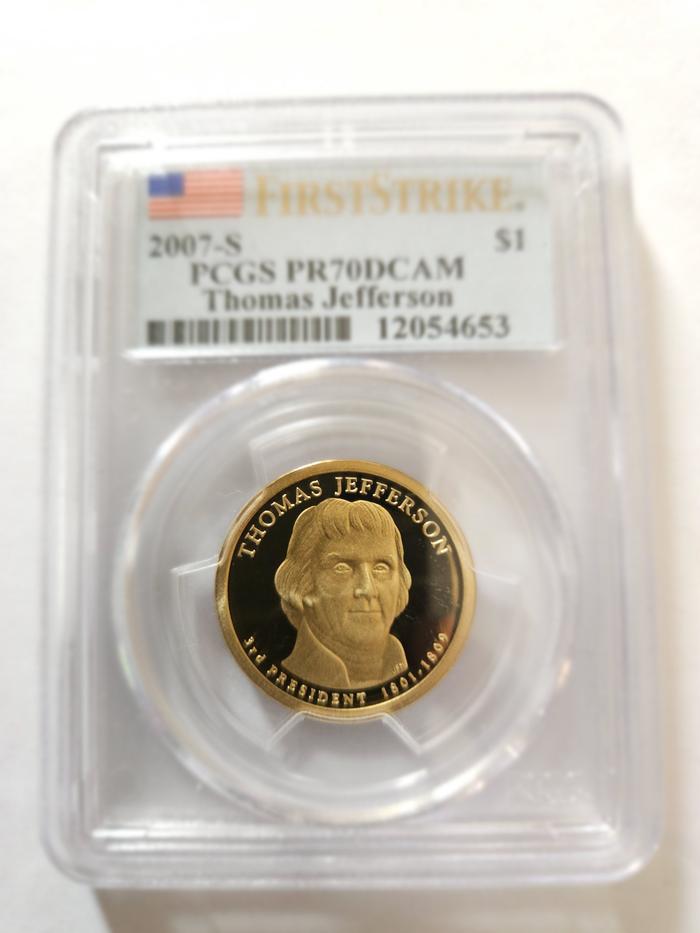 FIRSTSTRIKE.
2007-S $1
PCGS PR70DCAM
Thomas Jefferson
12054653
THOMAS JEFFERSON
3rd PRESIDENT 1801-1809